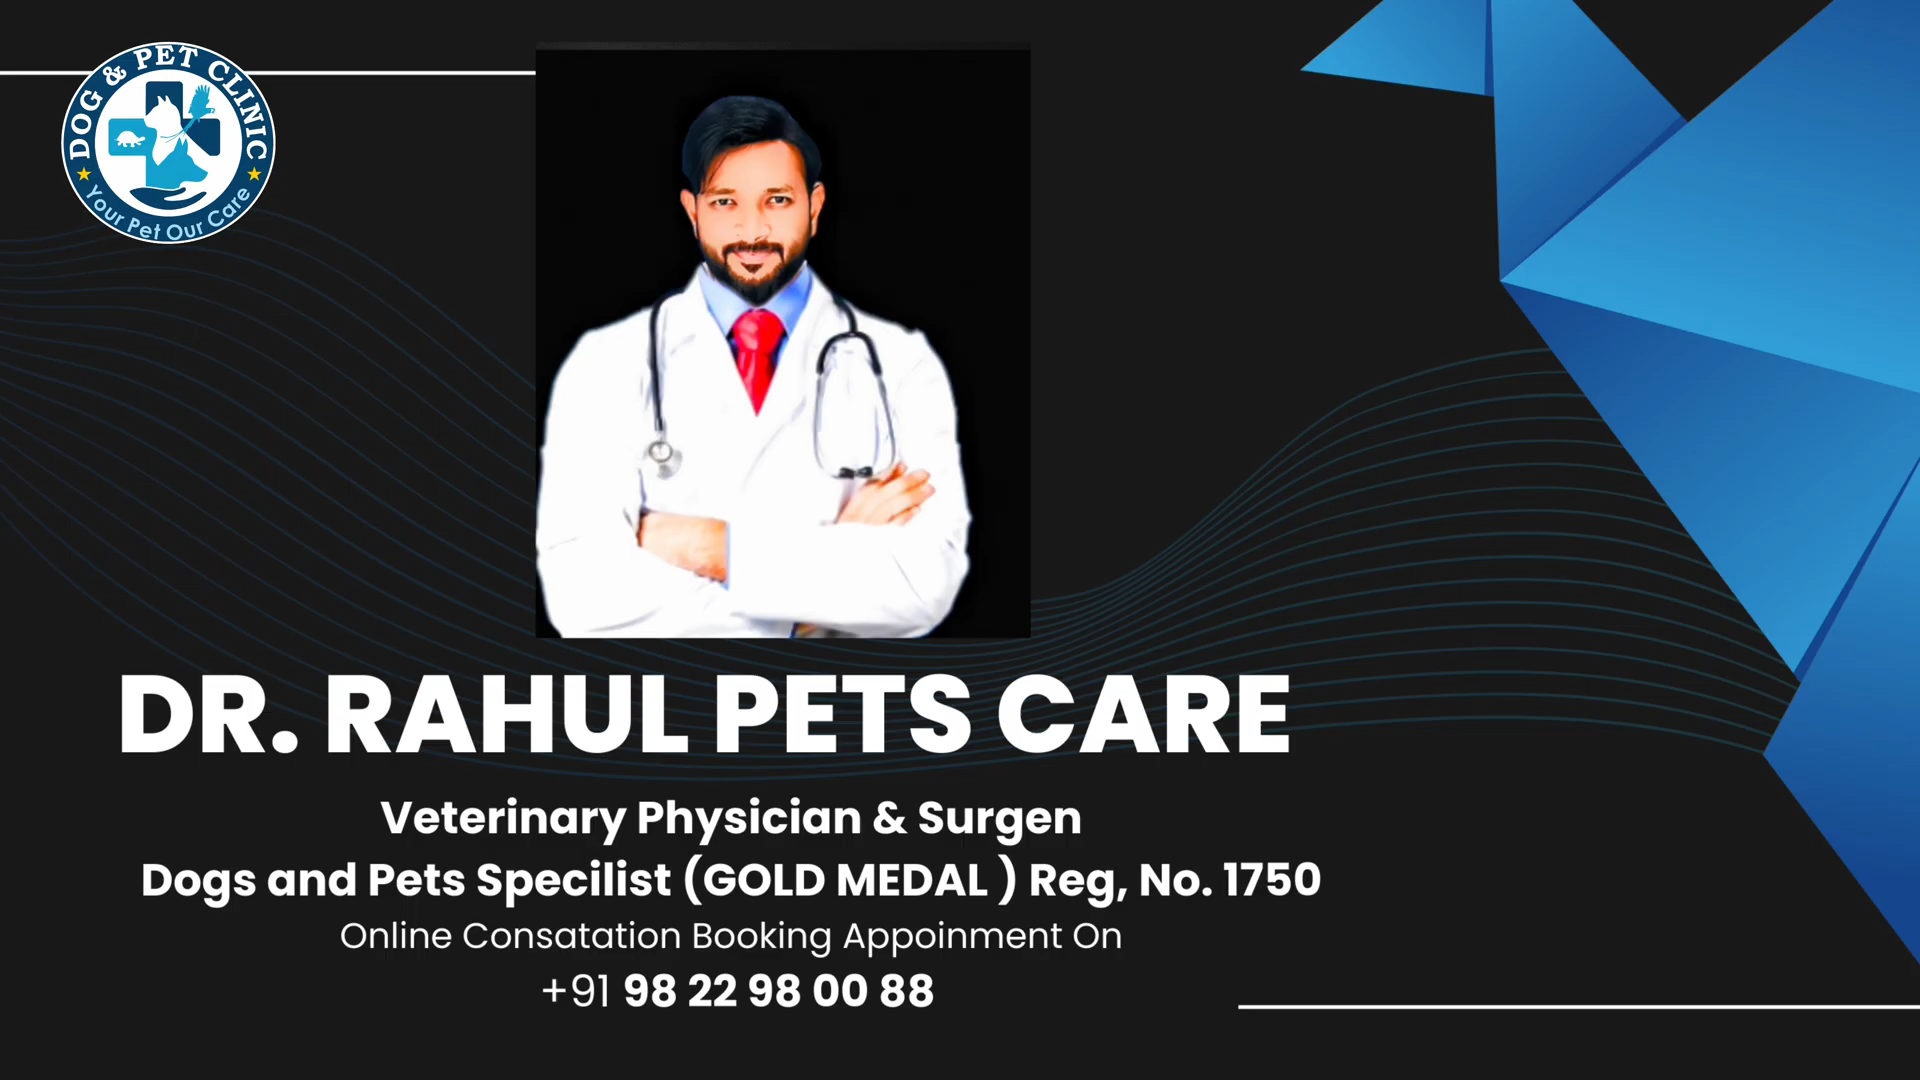 DOG & PET CLINIC
Your Pet Our Care
DR. RAHUL PETS CARE
Veterinary Physician & Surgen
Dogs and Pets Specilist (GOLD MEDAL ) Reg, No. 1750
Online Consatation Booking Appoinment On
+91 98 22 98 00 88